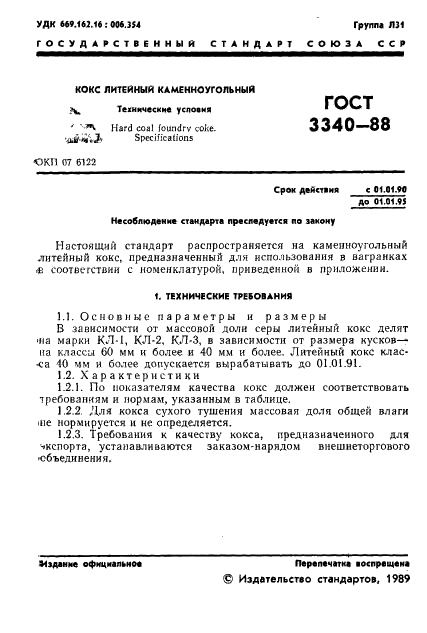 УДК 669.162.16 : 006.354 Группа Л31
ГОСУДАРСТВЕННЫЙ СТАНДАРТ СОЮЗА ССР
КОКС ЛИТЕЙНЫЙ КАМЕННОУГОЛЬНЫЙ
Технические условия
Hard coal foundry coke.
Specifications
ГОСТ
3340—88
ОКП 07 6122
Срок действия с 01.01.90
до 01.01.95
Несоблюдение стандарта преследуется по закону
Настоящий стандарт распространяется на каменноугольный
литейный кокс, предназначенный для использования в вагранках
в соответствии с номенклатурой, приведенной в приложении.
1. ТЕХНИЧЕСКИЕ ТРЕБОВАНИЯ
1.1. Основные параметры и размеры
В зависимости от массовой доли серы литейный кокс делят
на марки КЛ-1, КЛ-2, КЛ-3, в зависимости от размера кусков—
на классы 60 мм и более и 40 мм и более. Литейный кокс клас-
са 40 мм и более допускается вырабатывать до 01.01.91.
1.2. Характеристики
1.2.1. По показателям качества кокс должен соответствовать
требованиям и нормам, указанным в таблице.
1.2.2. Для кокса сухого тушения массовая доля общей влаги
не нормируется и не определяется.
1.2.3. Требования к качеству кокса, предназначенного для
экспорта, устанавливаются заказом-нарядом внешнеторгового
объединения.
Издание официальное Перепечатка воспрещена
© Издательство стандартов, 1989